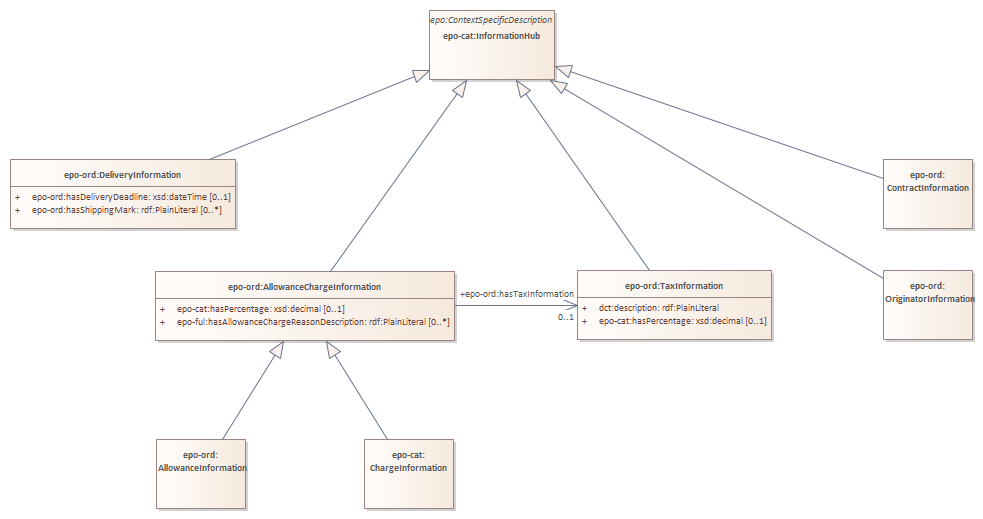 epo:ContextSpecificDescription
epo-cat:InformationHub
epo-ord:DeliveryInformation
+ epo-ord:hasDeliveryDeadline: xsd:dateTime [0..1]
+ epo-ord:hasShippingMark: rdf:PlainLiteral [0..*]
epo-ord:
ContractInformation
epo-ord:AllowanceChargeInformation
+ epo-cat:hasPercentage: xsd:decimal [0..1]
+ epo-ful:hasAllowanceChargeReasonDescription: rdf:PlainLiteral [0..*]
+epo-ord:hasTaxInformation
0..1
epo-ord:TaxInformation
+ dct:description: rdf:PlainLiteral
+ epo-cat:hasPercentage: xsd:decimal [0..1]
epo-ord:
OriginatorInformation
epo-ord:
AllowanceInformation
epo-cat:
ChargeInformation